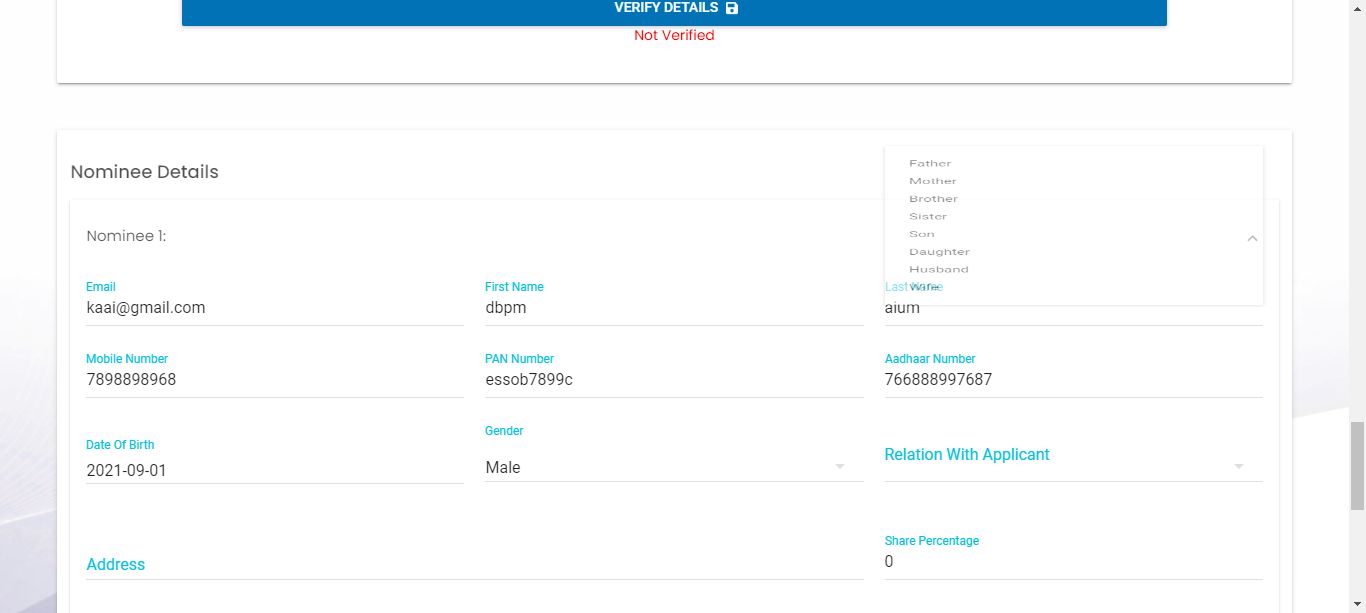 VERIFY DETAILS
Not Verified
Nominee Details
Father
Mother
Brother
Sister
Son
Daughter
Husband
Wife
Nominee 1:
Email
kaai@gmail.com
First Name
dbpm
Last Name
alum
Mobile Number
7898898968
PAN Number
essob7899c
Aadhaar Number
766888997687
Date Of Birth
2021-09-01
Gender
Male
Relation With Applicant
Address
Share Percentage
0